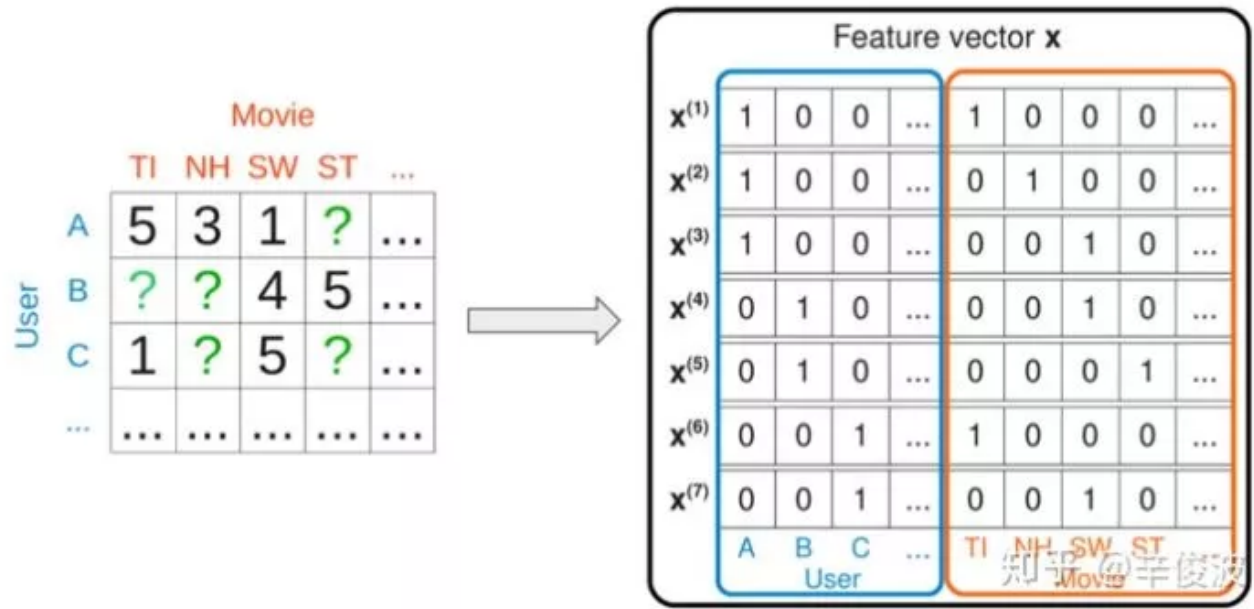 Feature vector x
Movie
TI NH SW ST ...
A 5 3 1 ? ...
B ? ? 4 5 ...
C 1 ? 5 ? ...
... ... ... ... ... ...
User
x(1) 1 0 0 ... 1 0 0 0 ...
x(2) 1 0 0 ... 0 1 0 0 ...
x(3) 1 0 0 ... 0 0 1 0 ...
x(4) 0 1 0 ... 0 0 1 0 ...
x(5) 0 1 0 ... 0 0 0 1 ...
x(6) 0 0 1 ... 1 0 0 0 ...
x(7) 0 0 1 ... 0 0 1 0 ...
A B C ... TI NH SW ST ...
User Movie
知乎 @辛俊波